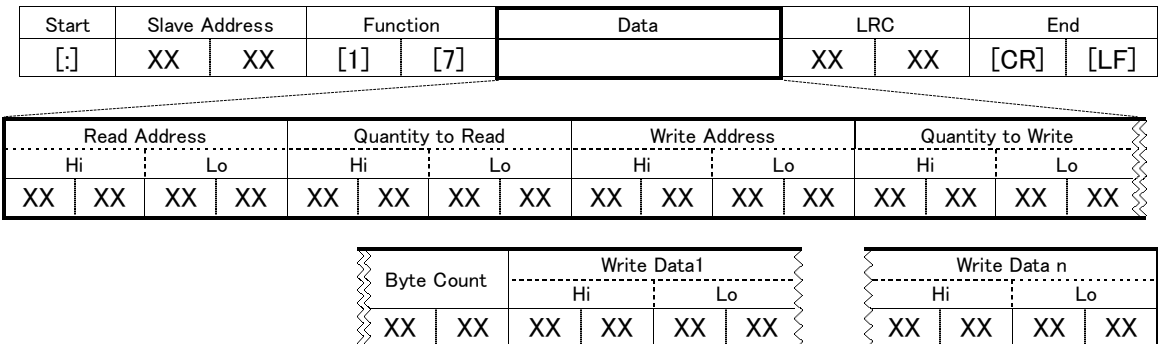 Start Slave Address Function Data LRC End
[:] XX XX [1] [7] XX XX [CR] [LF]
Read Address Quantity to Read Write Address Quantity to Write
Hi Lo Hi Lo Hi Lo Hi Lo
XX XX XX XX XX XX XX XX XX XX XX XX XX XX XX XX
Byte Count Write Data1 Write Data n
Hi Lo Hi Lo
XX XX XX XX XX XX XX XX XX XX